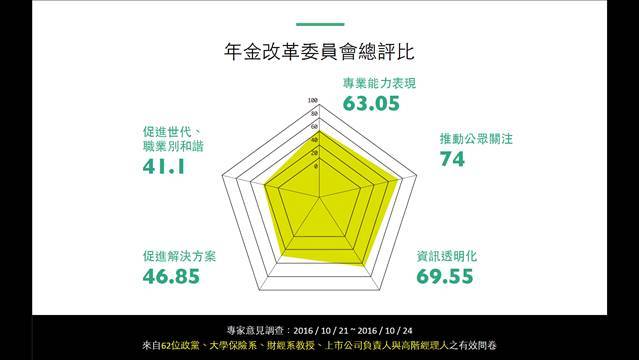 年金改革委員會總評比
專業能力表現
63.05
推動公眾關注
74
資訊透明化
69.55
促進解決方案
46.85
促進世代、
職業別和諧
41.1
100
80
60
40
20
0
專家意見調查：2016 / 10 / 21 ~ 2016 / 10 / 24
來自62位政黨、大學保險系、財經系教授、上市公司負責人與高階經理人之有效問卷